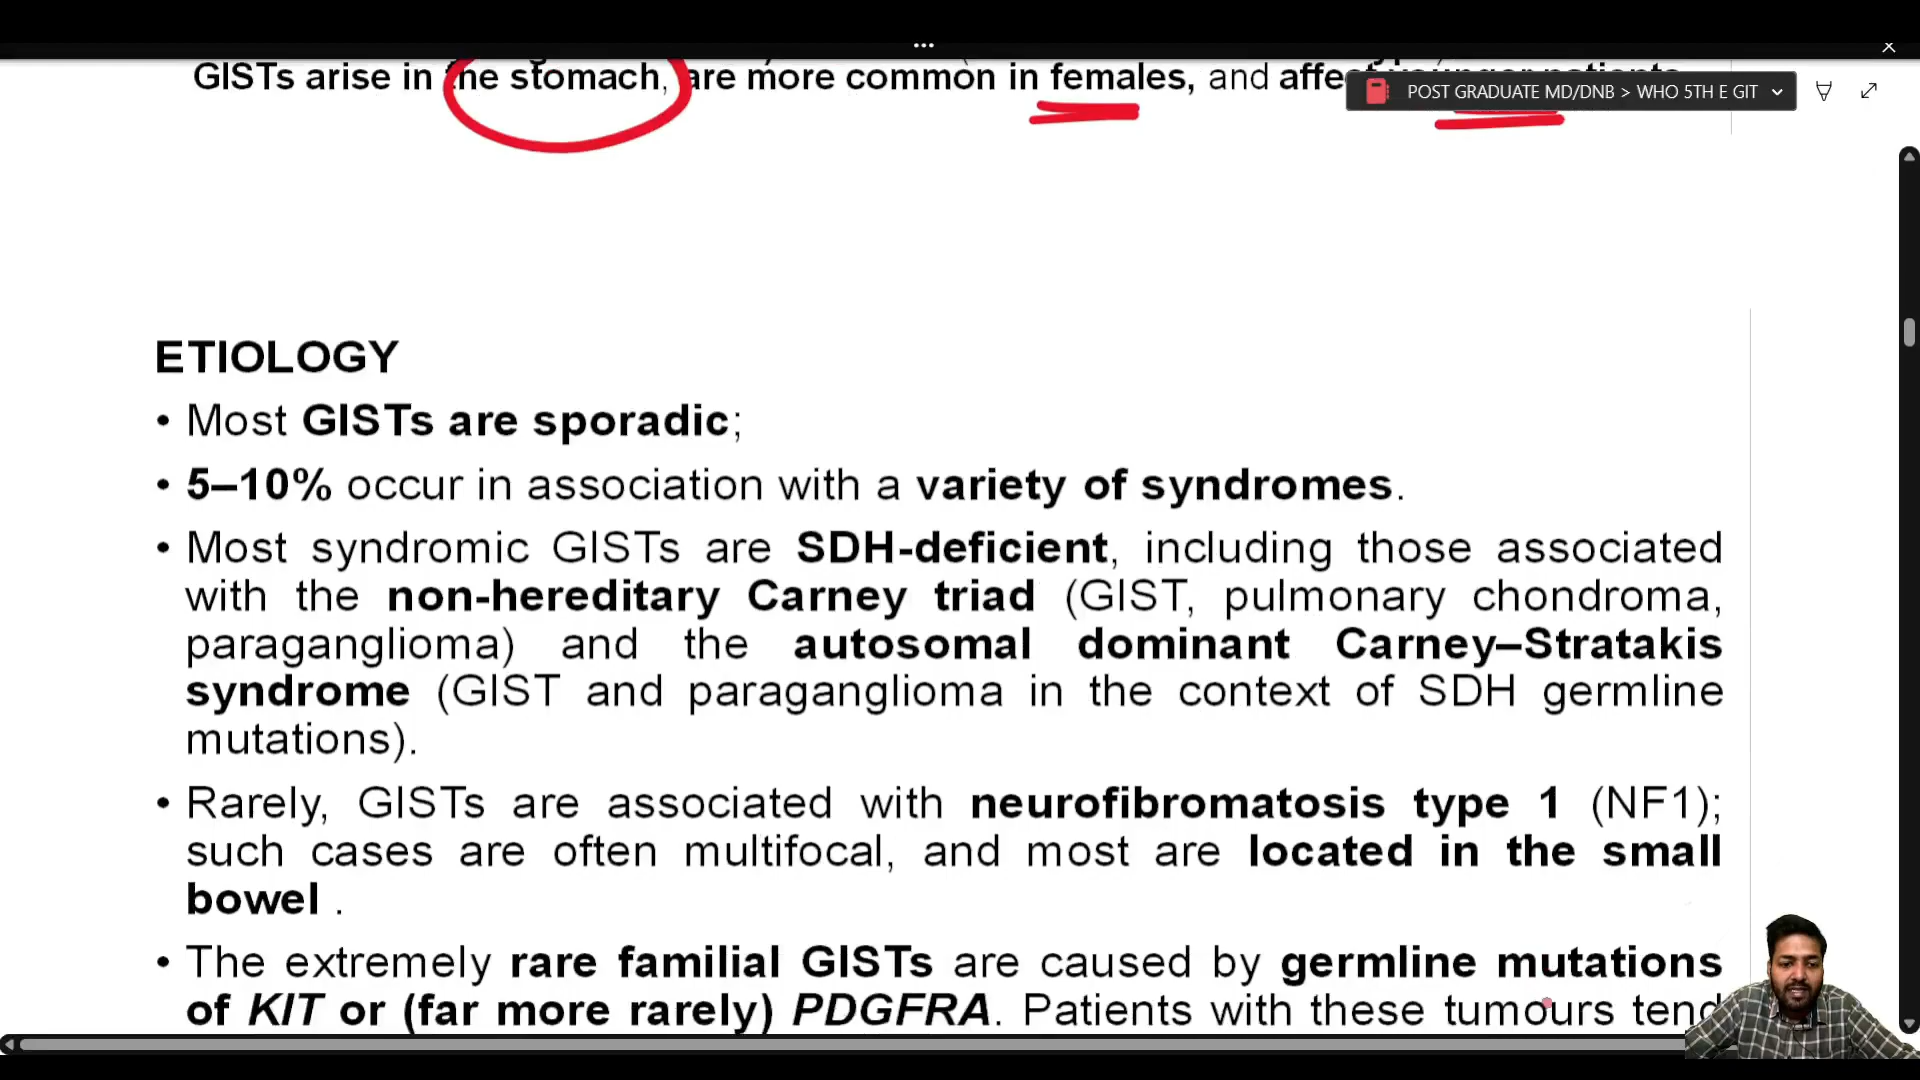 GISTs arise in the stomach, are more common in females, and affect younger patients
POST GRADUATE MD/DNB > WHO 5TH E GIT
ETIOLOGY
• Most GISTs are sporadic;
• 5–10% occur in association with a variety of syndromes.
• Most syndromic GISTs are SDH-deficient, including those associated
with the non-hereditary Carney triad (GIST, pulmonary chondroma,
paraganglioma) and the autosomal dominant Carney–Stratakis
syndrome (GIST and paraganglioma in the context of SDH germline
mutations).
• Rarely, GISTs are associated with neurofibromatosis type 1 (NF1);
such cases are often multifocal, and most are located in the small
bowel .
• The extremely rare familial GISTs are caused by germline mutations
of KIT or (far more rarely) PDGFRA. Patients with these tumours tend